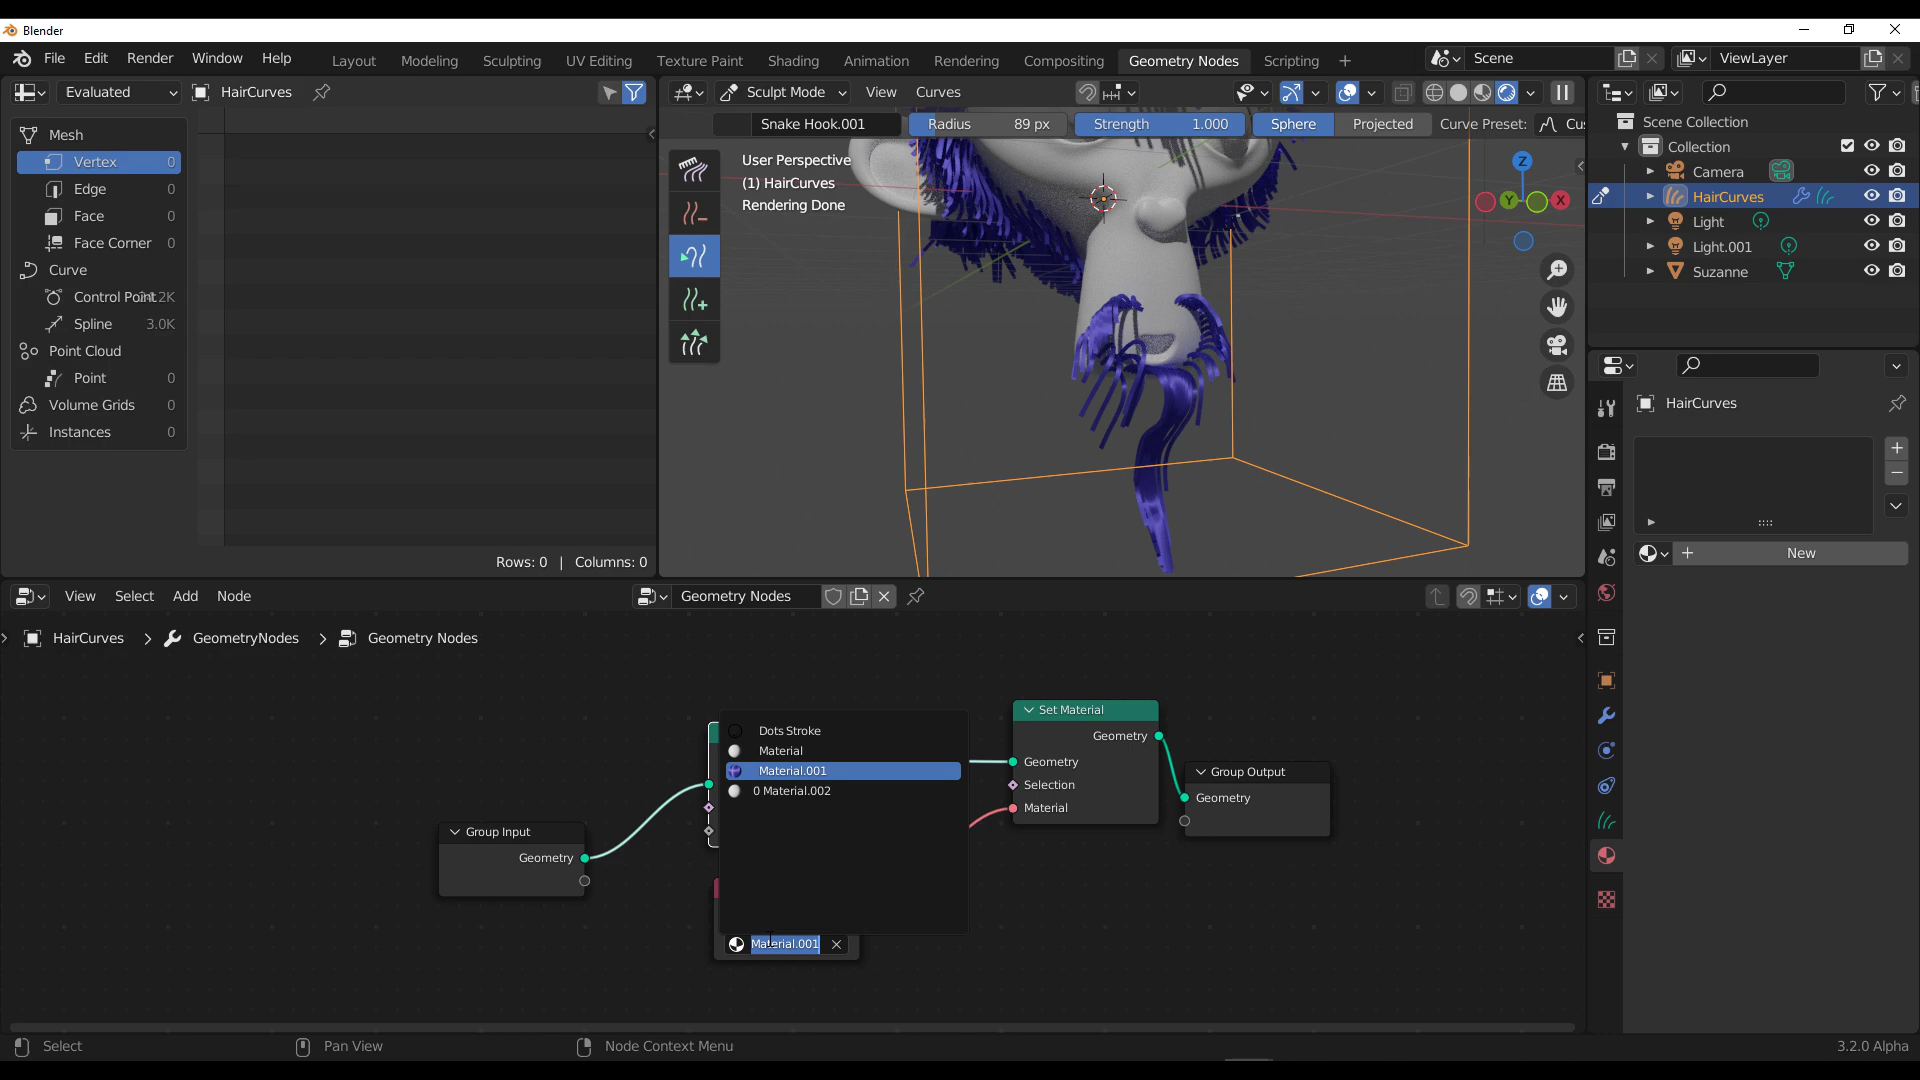 Blender
File Edit Render Window Help Layout Modeling Sculpting UV Editing Texture Paint Shading Animation Rendering Compositing Geometry Nodes Scripting + Scene ViewLayer
Evaluated HairCurves
Sculpt Mode View Curves
Snake Hook.001 Radius 89 px Strength 1.000 Sphere Projected Curve Preset: Cus
Mesh
Vertex 0
Edge 0
Face 0
Face Corner 0
Curve
Control Point 2K
Spline 3.0K
Point Cloud
Point 0
Volume Grids 0
Instances 0
Rows: 0 | Columns: 0
User Perspective
(1) HairCurves
Rendering Done
Z
Y
X
Scene Collection
Collection
Camera
HairCurves
Light
Light.001
Suzanne
HairCurves
New
View Select Add Node Geometry Nodes
HairCurves > GeometryNodes > Geometry Nodes
Group Input
Geometry
Dots Stroke
Material
Material.001
0 Material.002
Material.001
Set Material
Geometry
Geometry
Selection
Material
Group Output
Geometry
Select Pan View Node Context Menu 3.2.0 Alpha